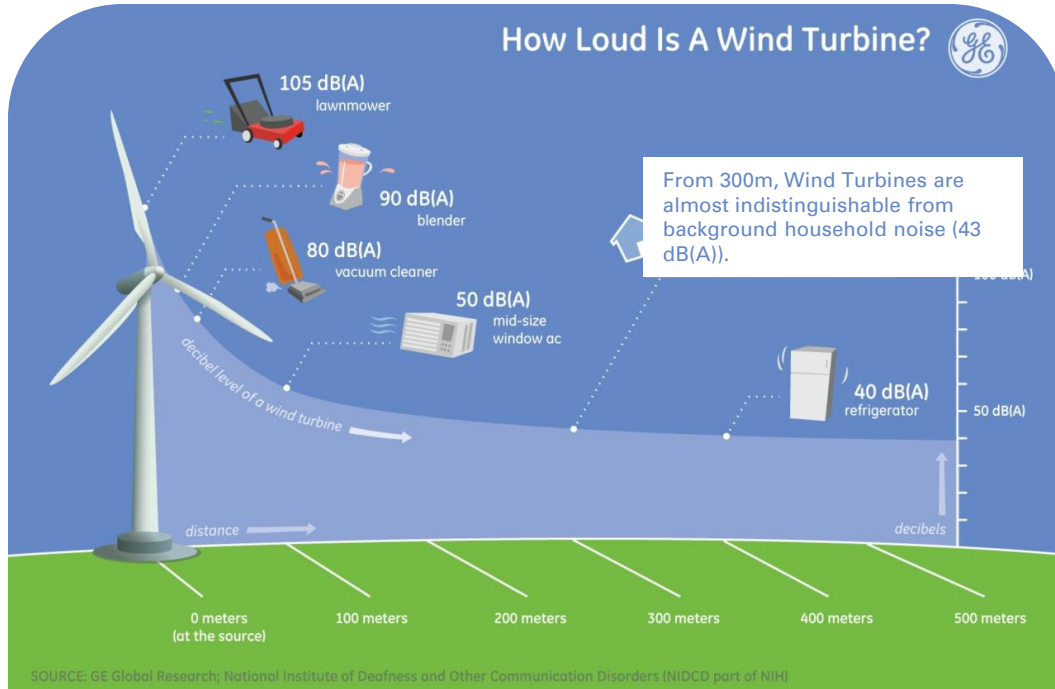 How Loud Is A Wind Turbine?
GE
105 dB(A)
lawnmower
90 dB(A)
blender
80 dB(A)
vacuum cleaner
50 dB(A)
mid-size
window ac
From 300m, Wind Turbines are
almost indistinguishable from
background household noise (43
dB(A)).
100 dB(A)
40 dB(A)
refrigerator
50 dB(A)
decibel level of a wind turbine
distance
decibels
0 meters
(at the source)
100 meters
200 meters
300 meters
400 meters
500 meters
SOURCE: GE Global Research; National Institute of Deafness and Other Communication Disorders (NIDCD part of NIH)